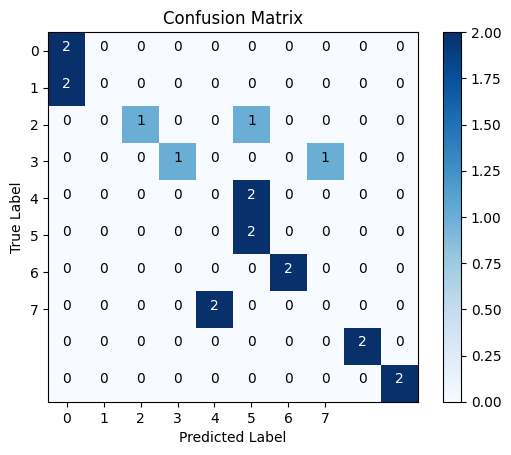 Confusion Matrix
0 2 0 0 0 0 0 0 0 0 0 2.00
1 2 0 0 0 0 0 0 0 0 0 1.75
2 0 0 1 0 0 1 0 0 0 0 1.50
3 0 0 0 1 0 0 0 1 0 0 1.25
4 0 0 0 0 0 2 0 0 0 0 1.00
5 0 0 0 0 0 2 0 0 0 0 0.75
6 0 0 0 0 0 0 2 0 0 0 0.50
7 0 0 0 0 2 0 0 0 0 0 0.25
0 0 0 0 0 0 0 0 2 0
0 0 0 0 0 0 0 0 0 2 0.00
True Label
0 1 2 3 4 5 6 7
Predicted Label